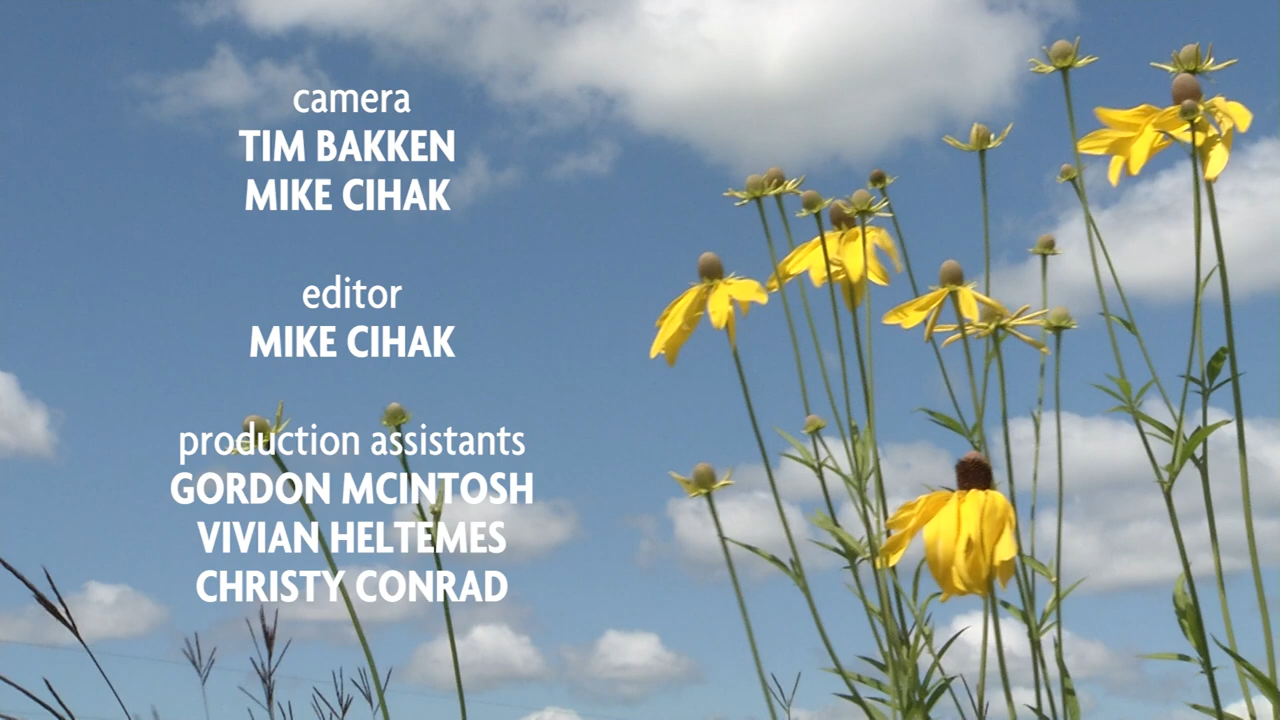 camera
TIM BAKKEN
MIKE CIHAK
editor
MIKE CIHAK
production assistants
GORDON MCINTOSH
VIVIAN HELTEMES
CHRISTY CONRAD